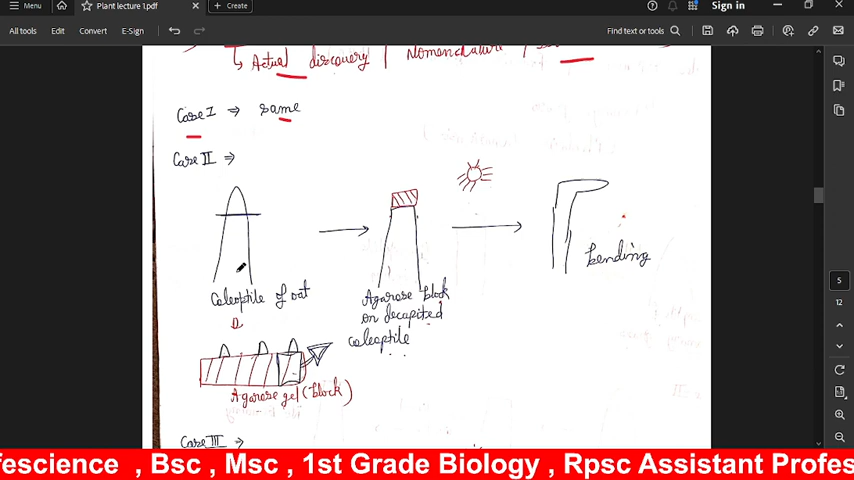 Menu
Plant lecture 1.pdf
+ Create
Sign in
All tools
Edit
Convert
E-Sign
Find text or tools
↳ Actual discovery | Nomenclature
Case I ⇒ same
Case II ⇒
Coleoptile of oat
Agarose block
on decapited
coleoptile
bending
Agarose gel (block)
Case III ⇒
5
12
fescience , Bsc , Msc , 1st Grade Biology , Rpsc Assistant Profes